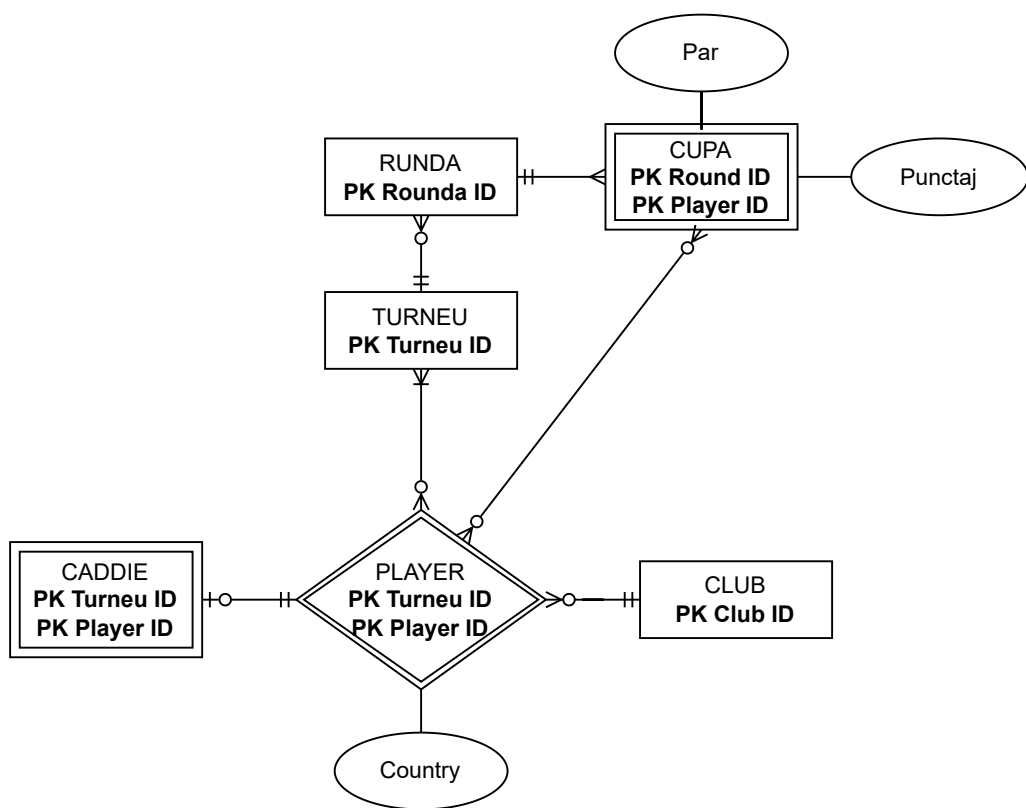 Par
RUNDA
PK Rounda ID
CUPA
PK Round ID
PK Player ID
Punctaj
TURNEU
PK Turneu ID
CADDIE
PK Turneu ID
PK Player ID
PLAYER
PK Turneu ID
PK Player ID
CLUB
PK Club ID
Country